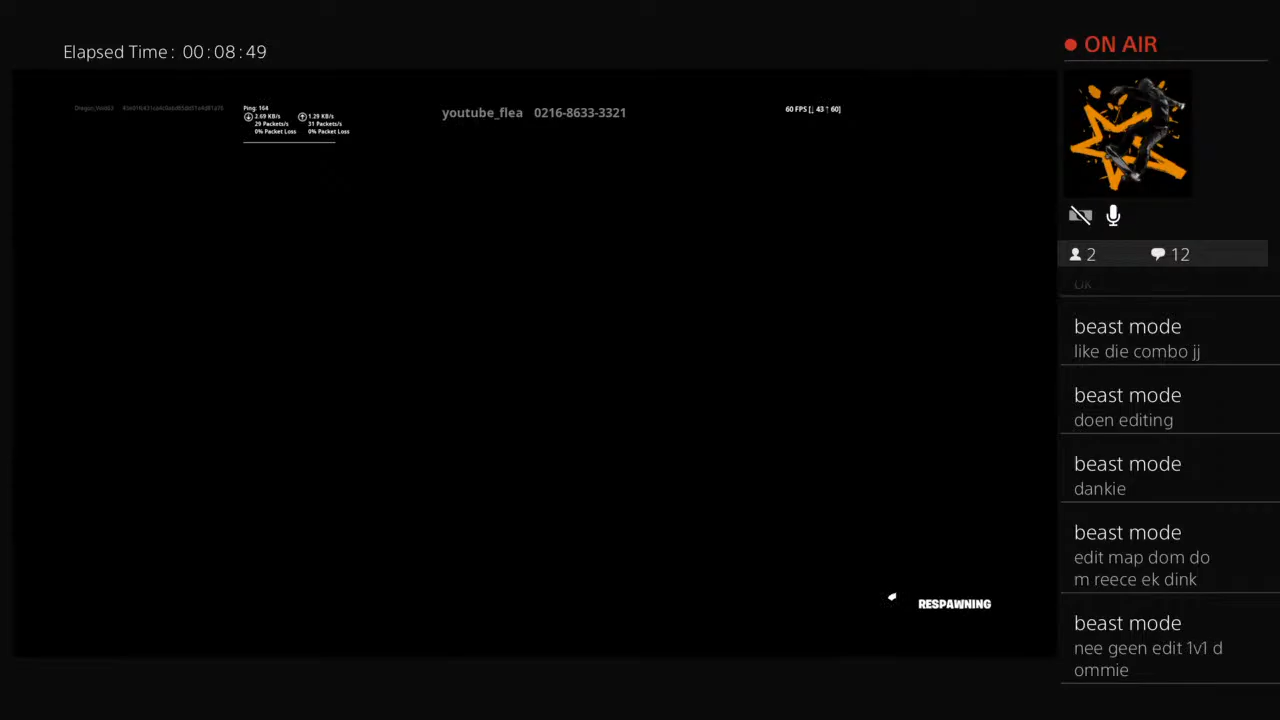 Elapsed Time: 00:08:49
ON AIR
Ping: 164
2.69 KB/s 1.29 KB/s
29 Packets/s 31 Packets/s
0% Packet Loss 0% Packet Loss
youtube_flea 0216-8633-3321
60 FPS [↓ 43 ↑ 60]
2 12
beast mode
like die combo jj
beast mode
doen editing
beast mode
dankie
beast mode
edit map dom do
m reece ek dink
beast mode
nee geen edit 1v1 d
ommie
RESPAWNING